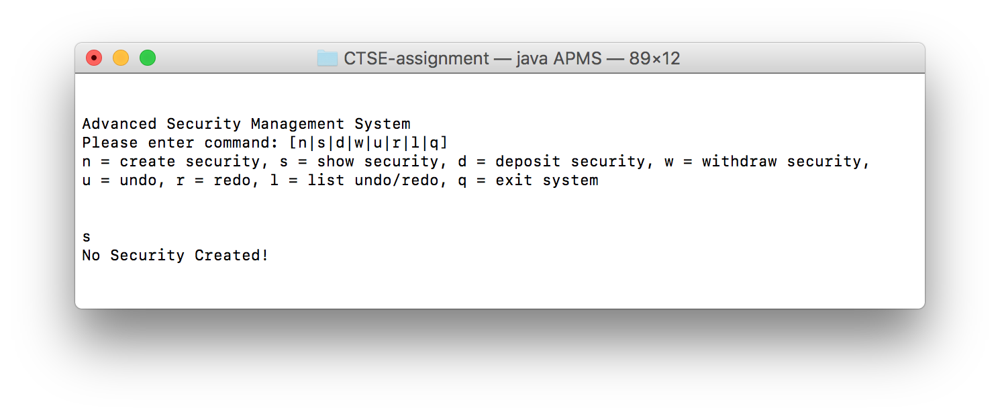 CTSE-assignment — java APMS — 89×12
Advanced Security Management System
Please enter command: [n|s|d|w|u|r|l|q]
n = create security, s = show security, d = deposit security, w = withdraw security,
u = undo, r = redo, l = list undo/redo, q = exit system
s
No Security Created!